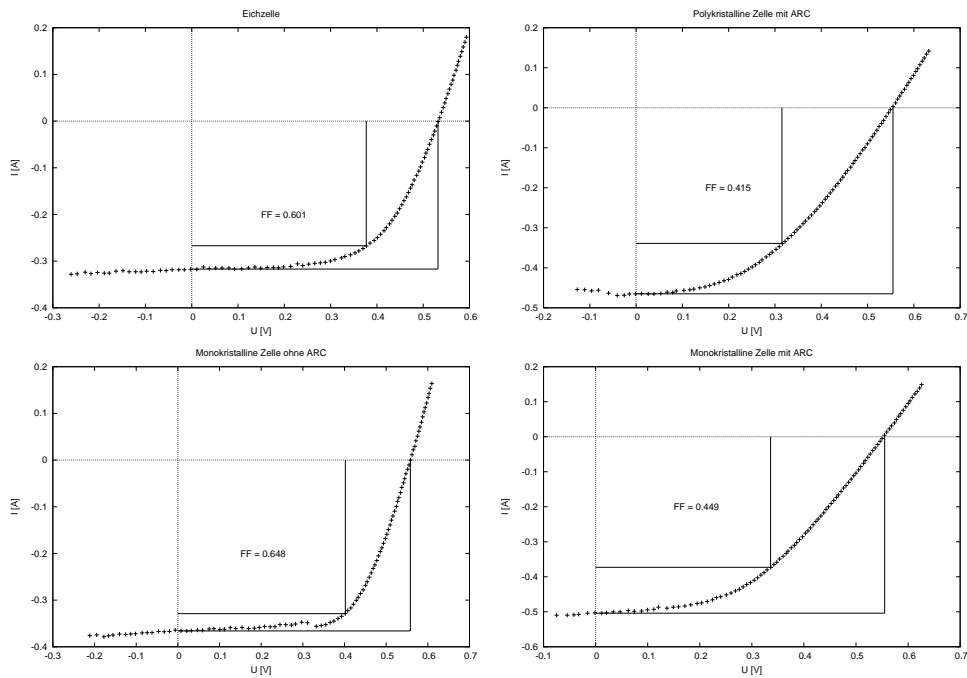 Eichzelle
0.2
0.1
0
-0.1
-0.2
-0.3
-0.4
I [A]
FF = 0.601
-0.3 -0.2 -0.1 0 0.1 0.2 0.3 0.4 0.5 0.6
U [V]
Polykristalline Zelle mit ARC
0.2
0.1
0
-0.1
-0.2
-0.3
-0.4
-0.5
I [A]
FF = 0.415
-0.2 -0.1 0 0.1 0.2 0.3 0.4 0.5 0.6 0.7
U [V]
Monokristalline Zelle ohne ARC
0.2
0.1
0
-0.1
-0.2
-0.3
-0.4
I [A]
FF = 0.648
-0.3 -0.2 -0.1 0 0.1 0.2 0.3 0.4 0.5 0.6 0.7
U [V]
Monokristalline Zelle mit ARC
0.2
0.1
0
-0.1
-0.2
-0.3
-0.4
-0.5
-0.6
I [A]
FF = 0.449
-0.1 0 0.1 0.2 0.3 0.4 0.5 0.6 0.7
U [V]